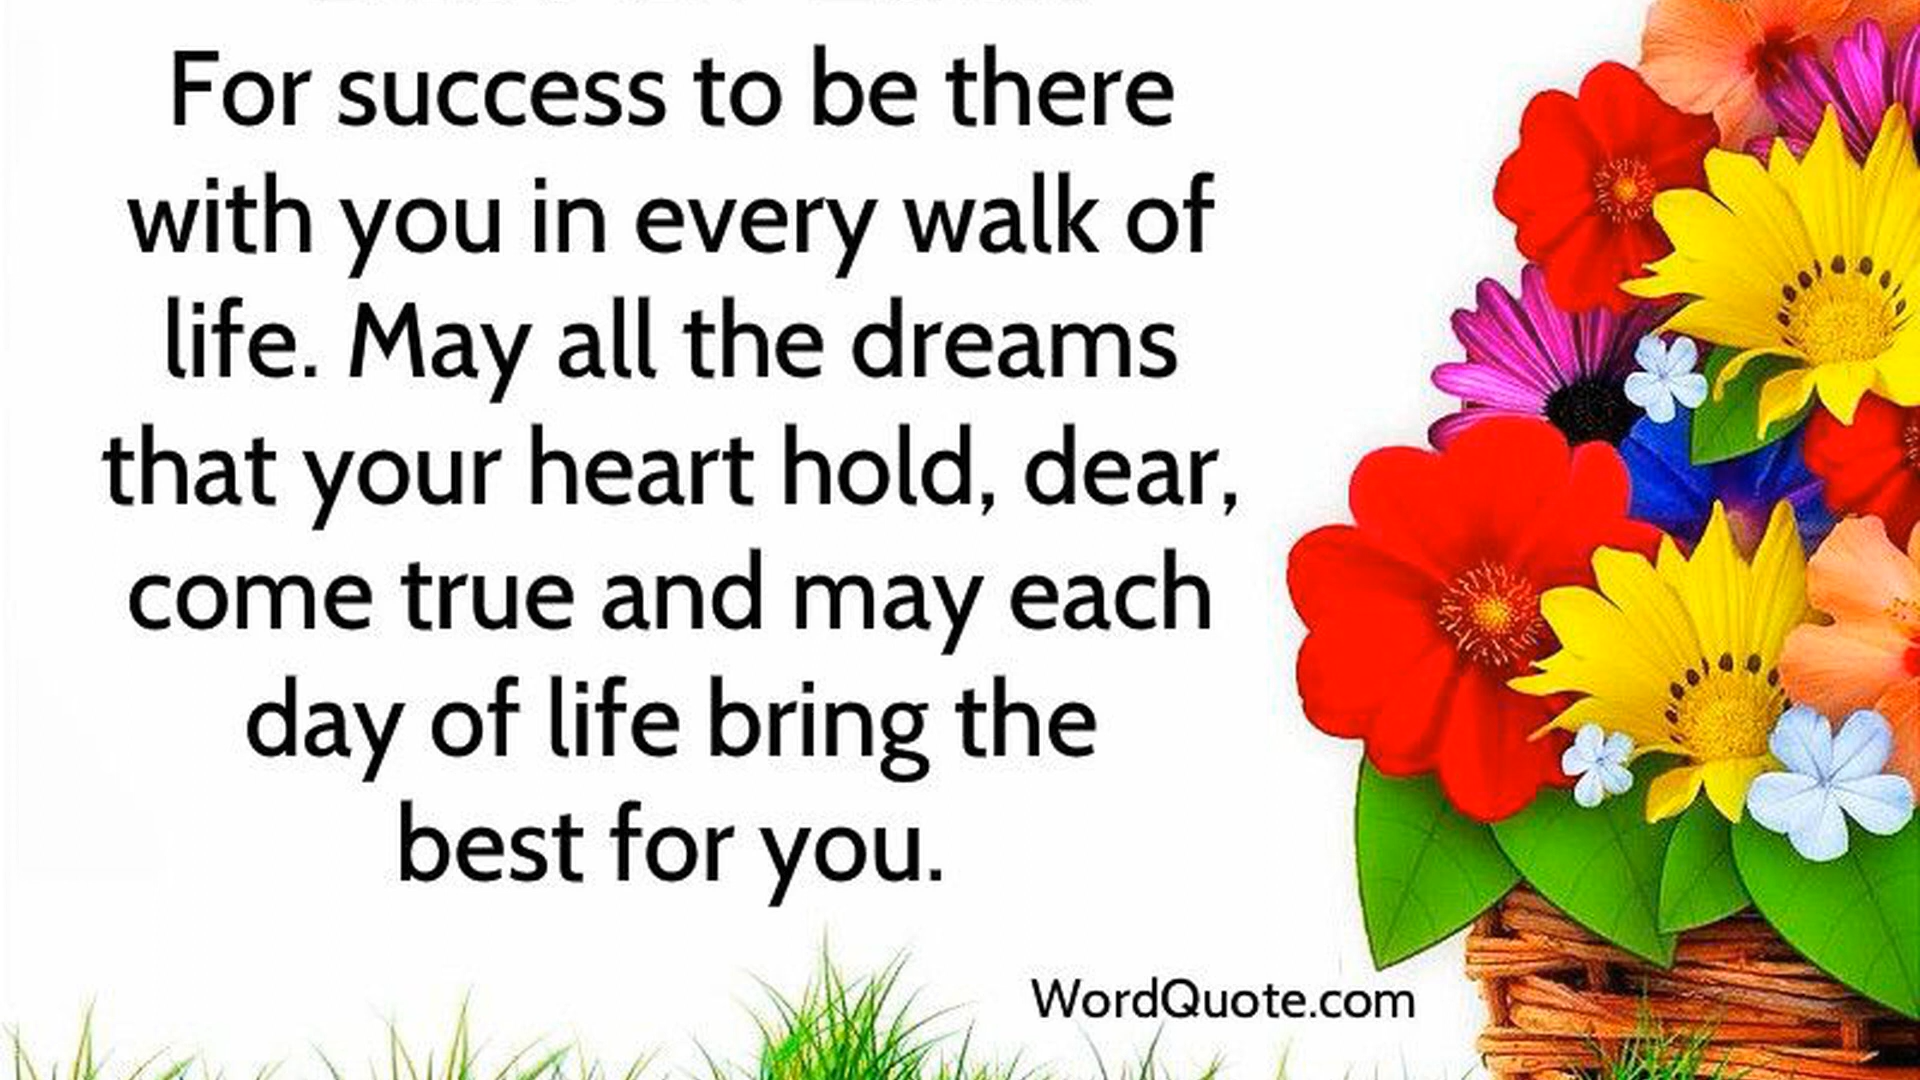 For success to be there
with you in every walk of
life. May all the dreams
that your heart hold, dear,
come true and may each
day of life bring the
best for you.
WordQuote.com